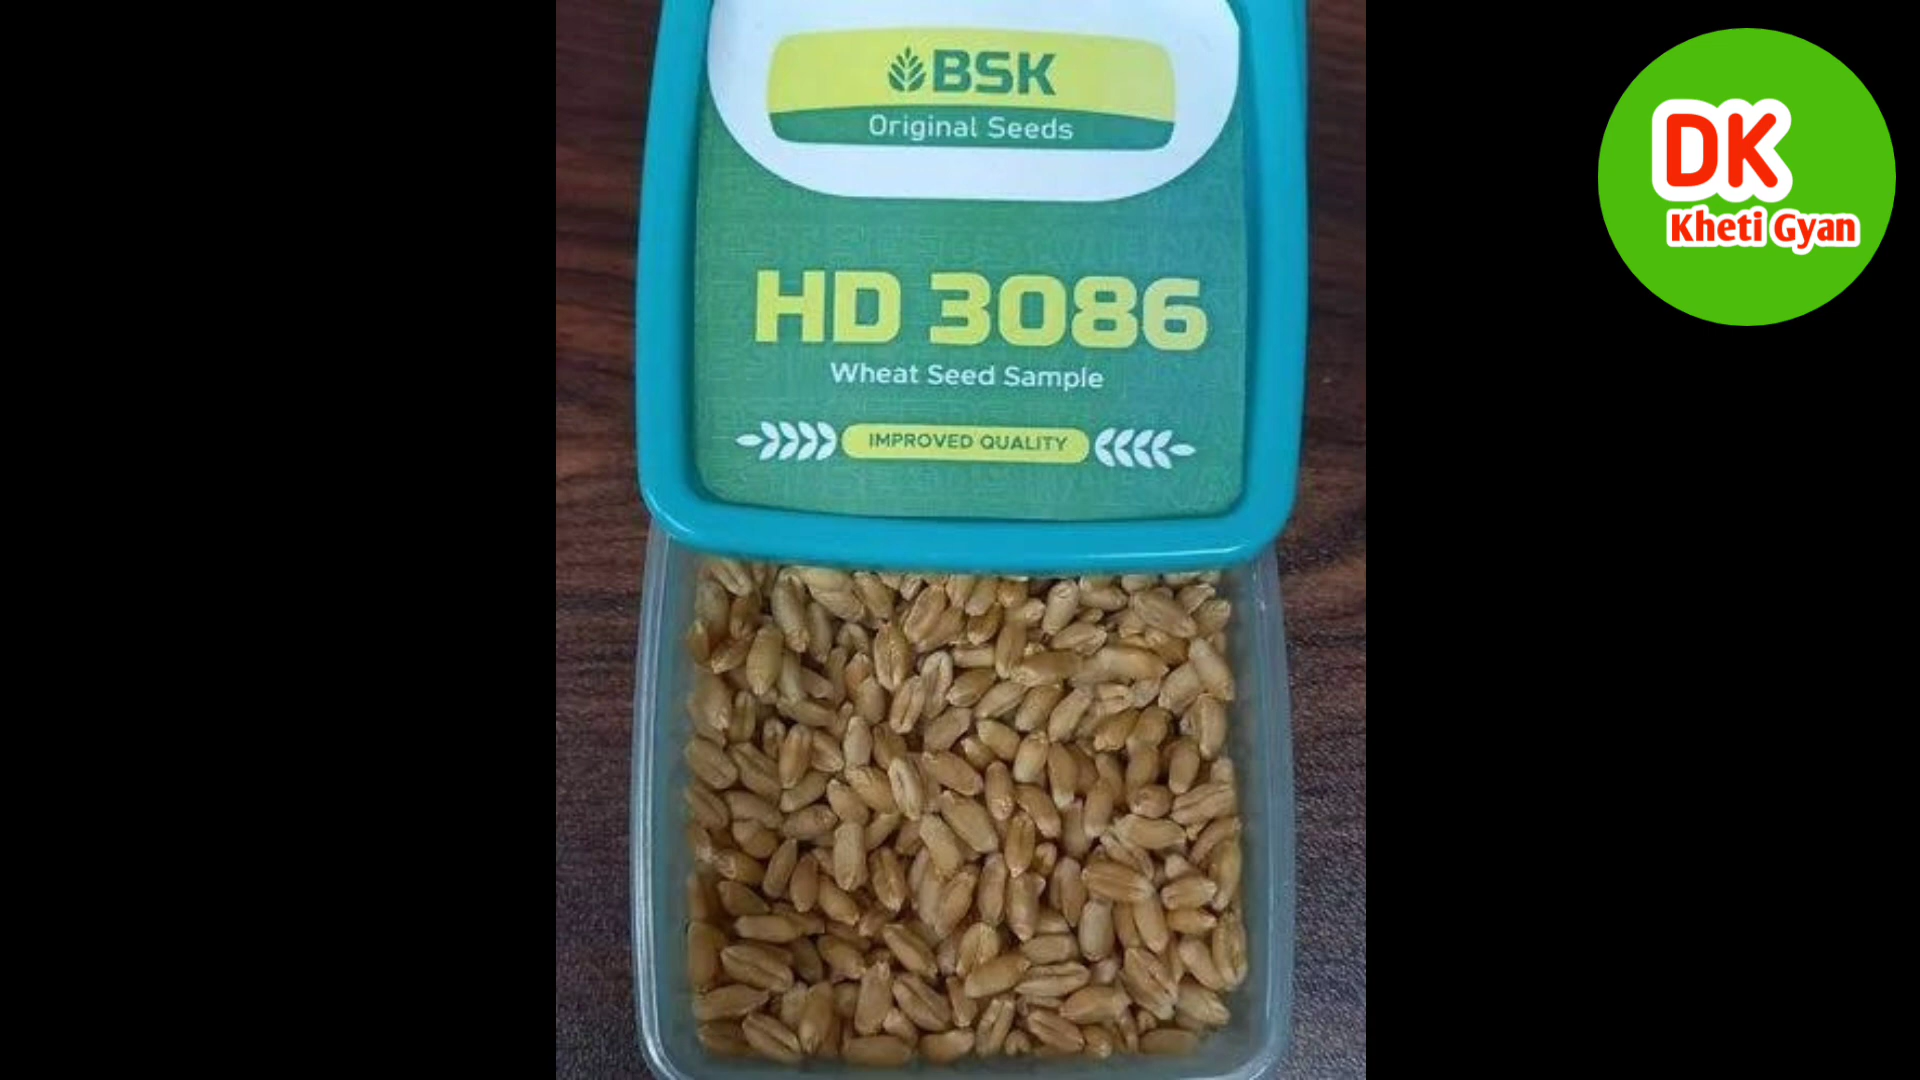 BSK
Original Seeds
HD 3086
Wheat Seed Sample
IMPROVED QUALITY
DK
Kheti Gyan